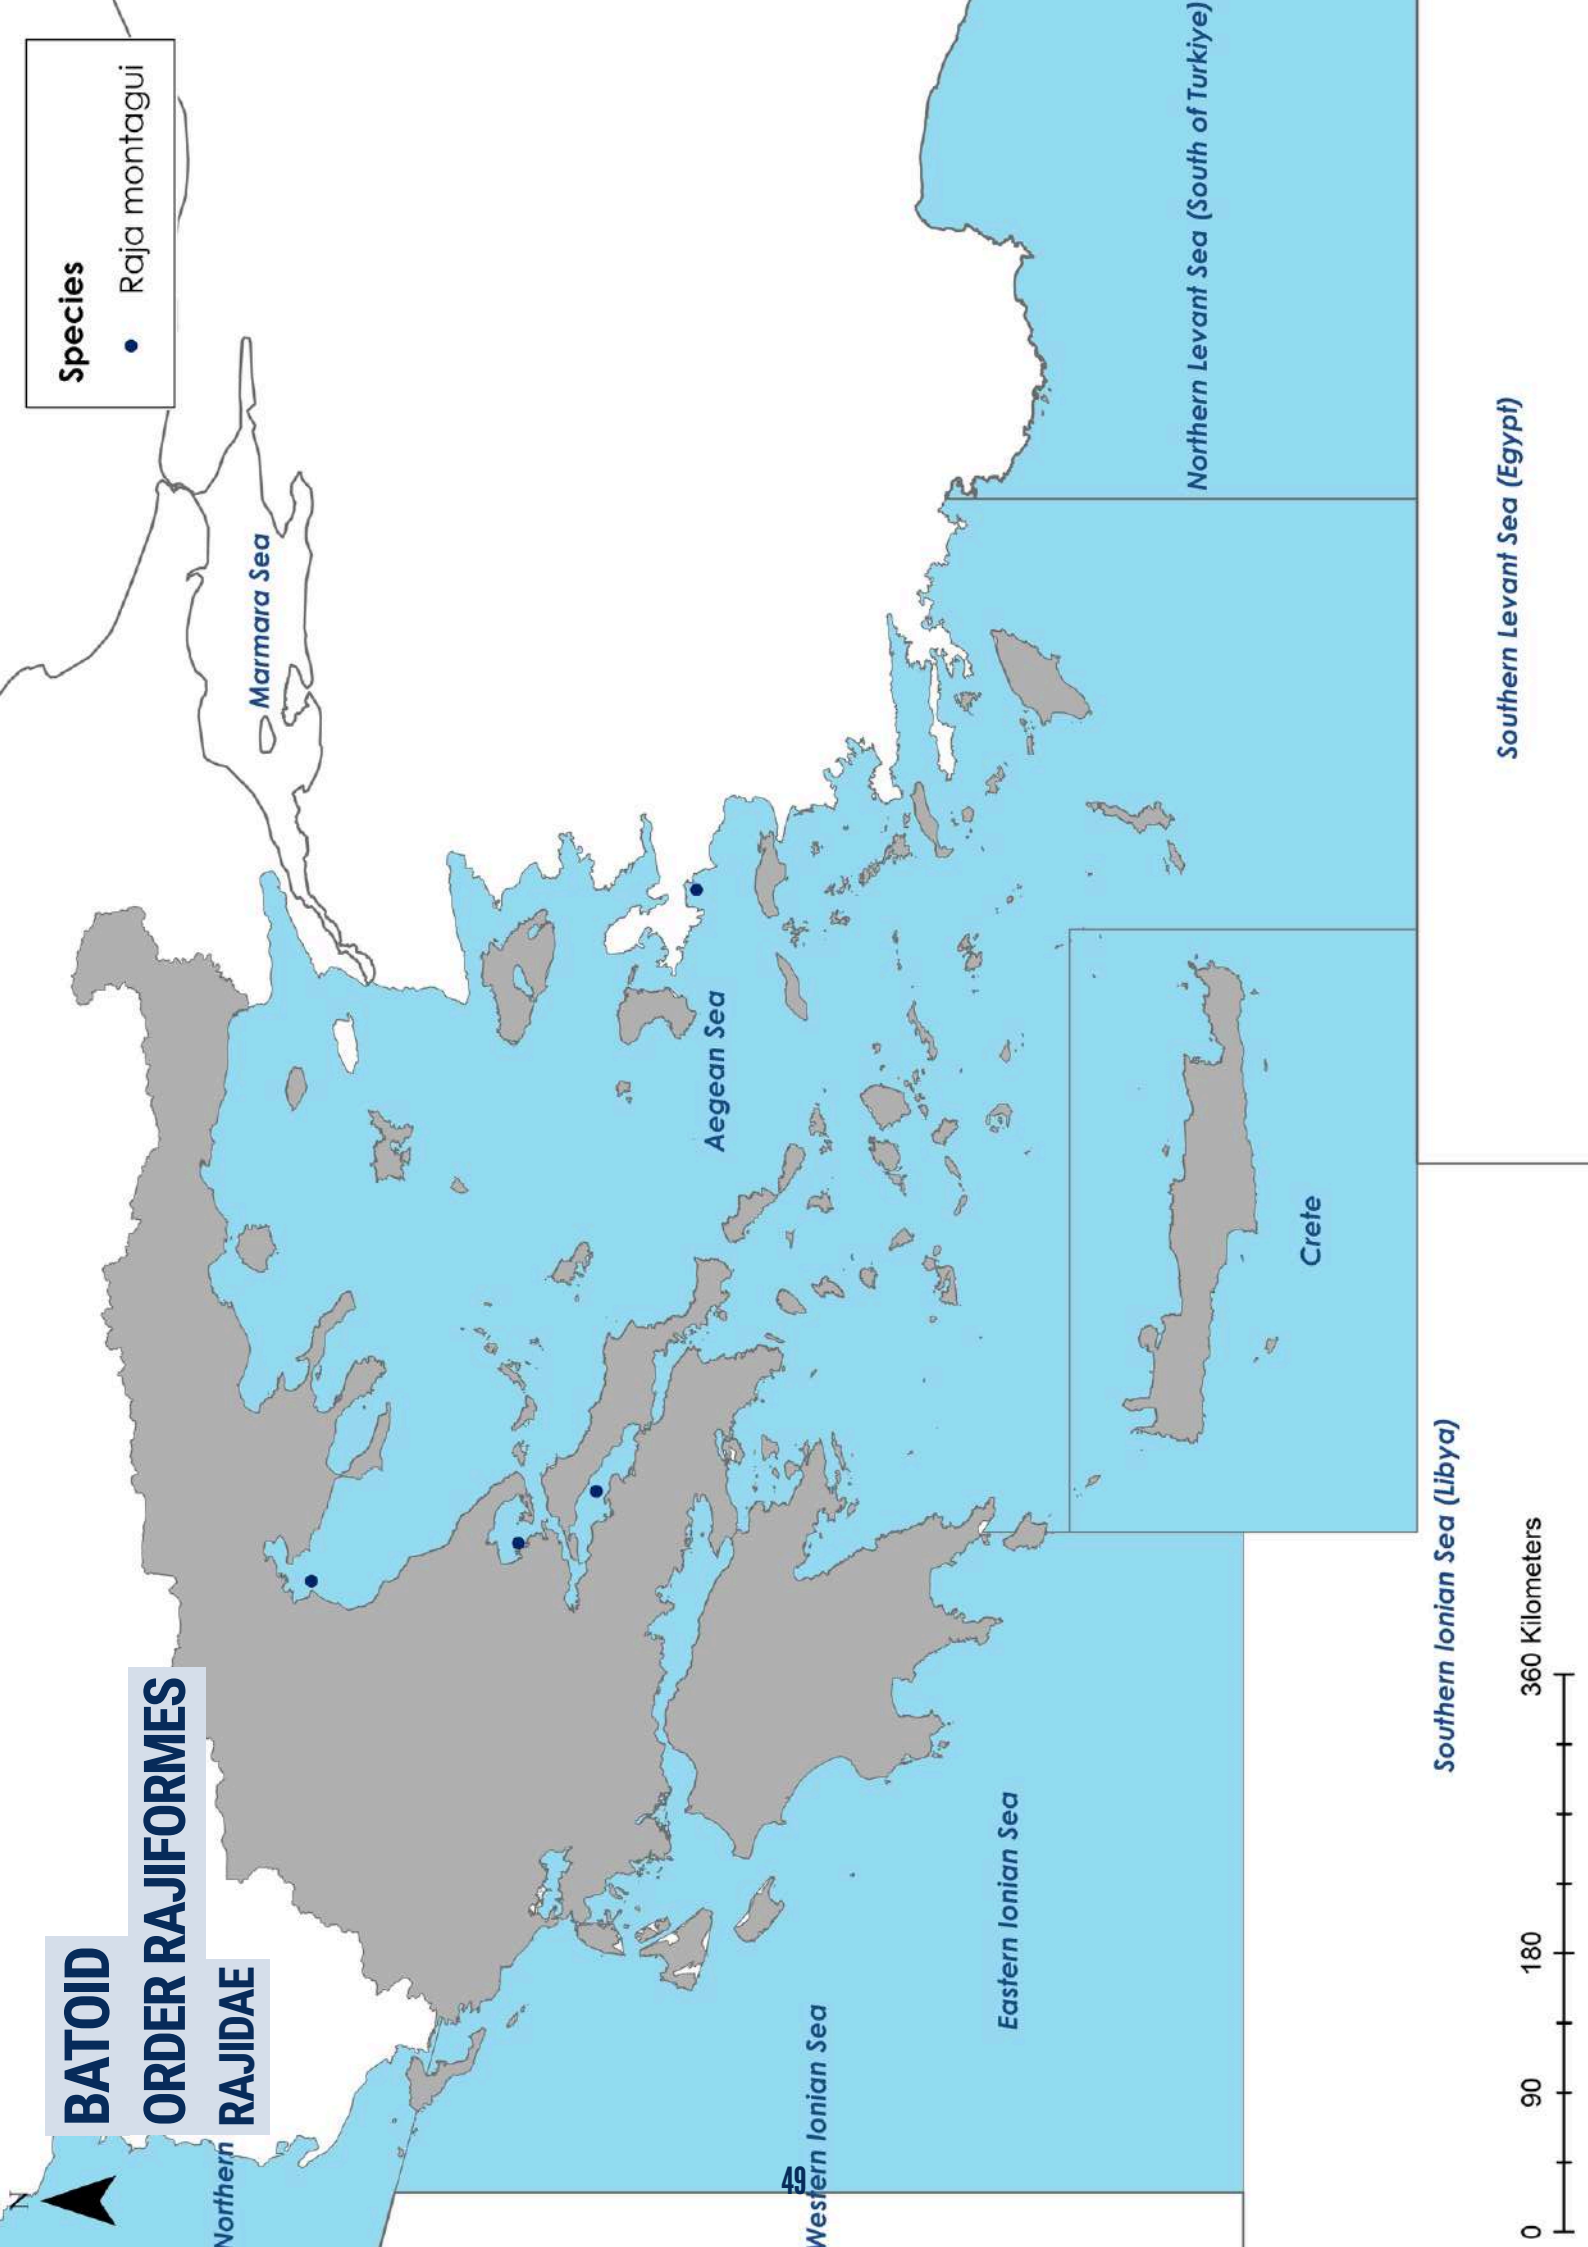 BATOID
ORDER RAJIFORMES
RAJIDAE
N
Species
Raja montagui
Northern
Marmara Sea
Aegean Sea
Western Ionian Sea
Eastern Ionian Sea
Crete
Northern Levant Sea (South of Turkiye)
Southern Ionian Sea (Libya)
Southern Levant Sea (Egypt)
0 90 180 360 Kilometers
49